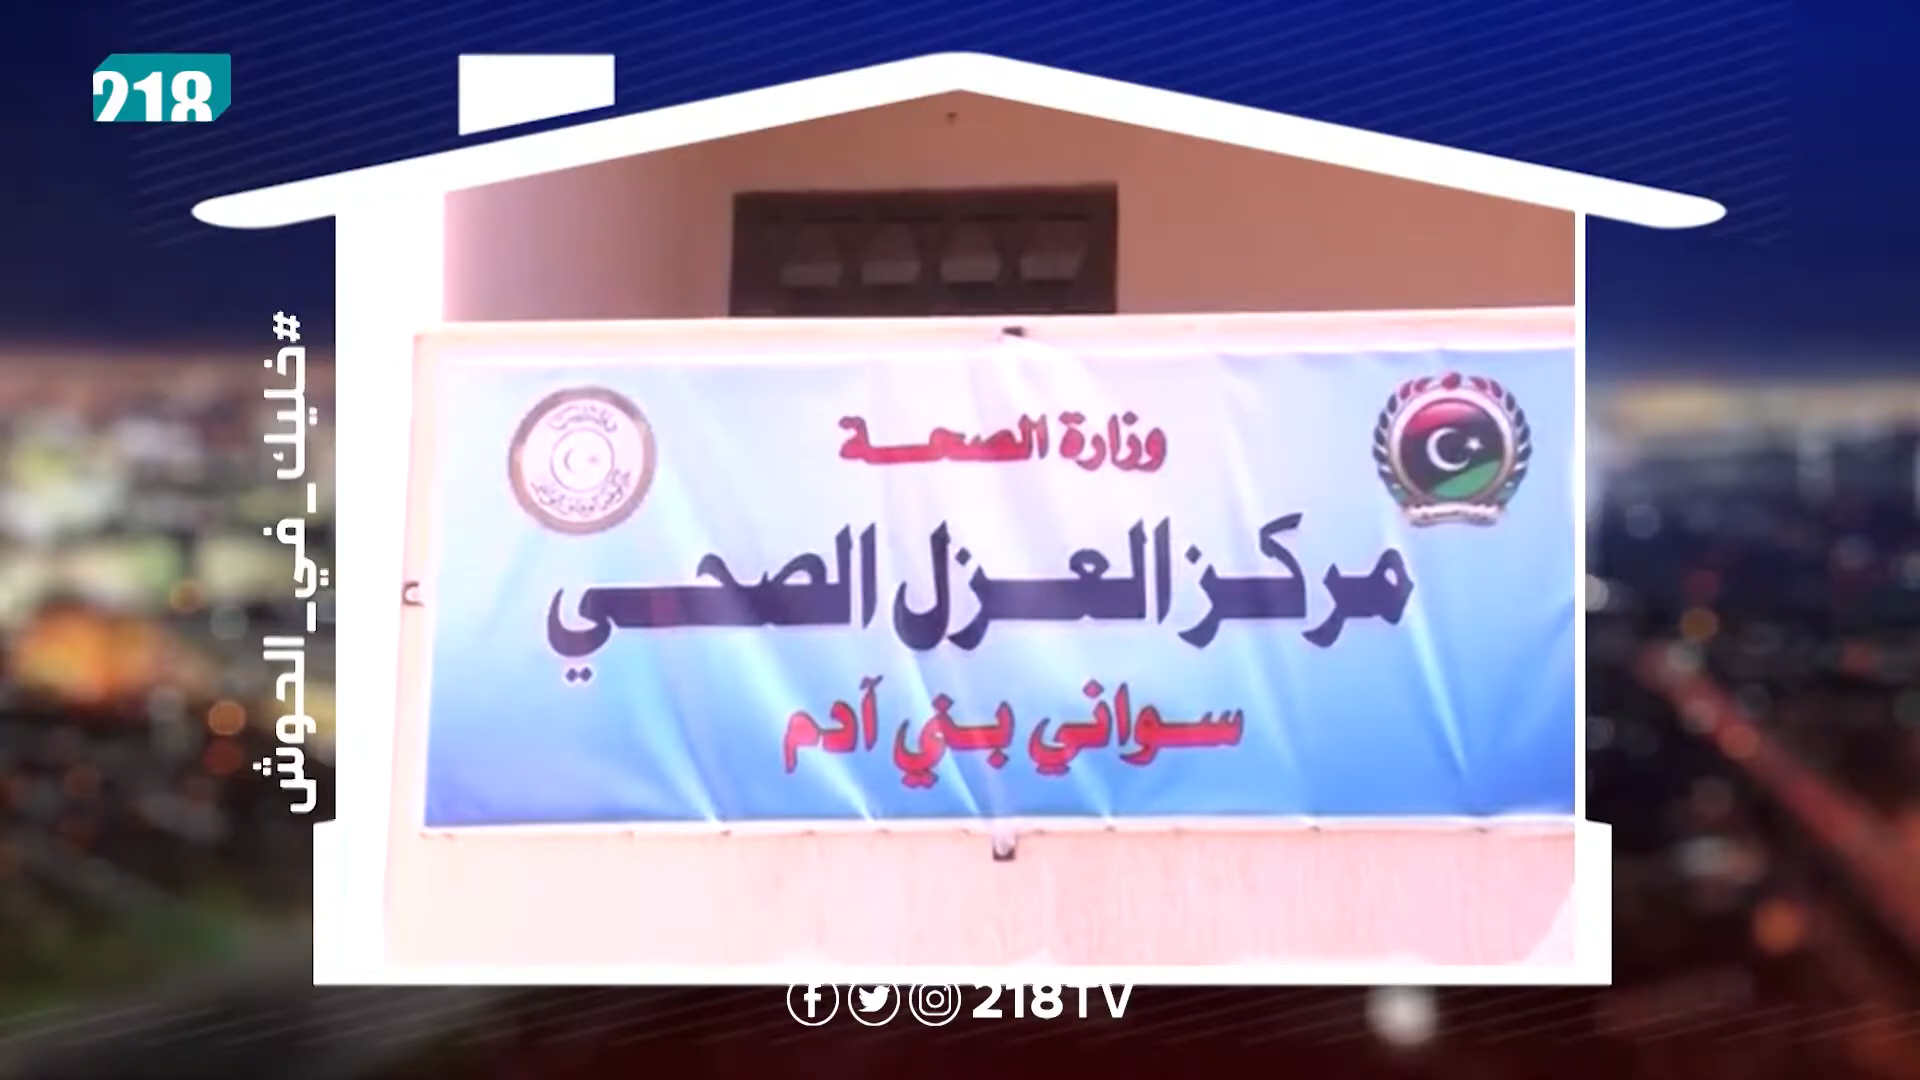 218
#خليك_في_الحوش
وزارة الصحة
مركز العزل الصحي
سواني بني آدم
218TV